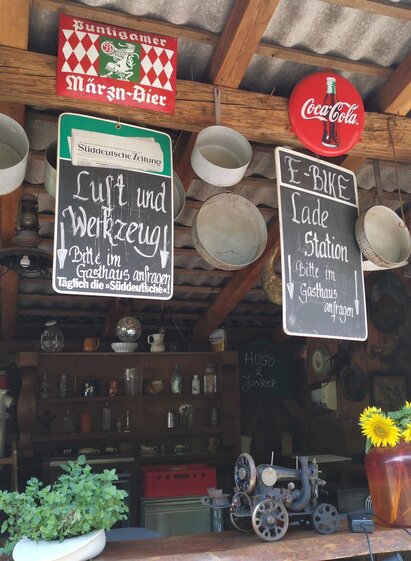 Puntigamer
Märzn-Bier
Coca-Cola
Süddeutsche Zeitung
Luft und
Werkzeug!
Bitte im
Gasthaus anfragen
Täglich die »Süddeutsche«!
E-BIKE
Lade
Station
Bitte im
Gasthaus
anfragen
HUGO
&
JUNKER